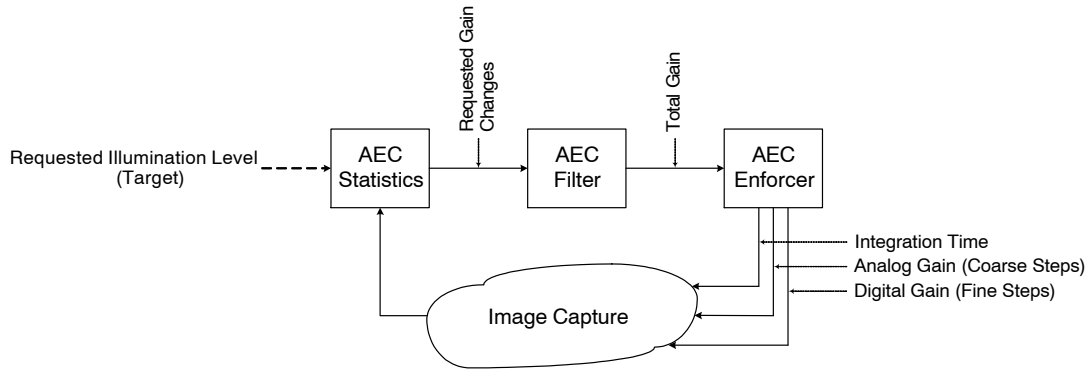 Requested Gain
Changes
Total Gain
Requested Illumination Level
(Target)
AEC
Statistics
AEC
Filter
AEC
Enforcer
Integration Time
Analog Gain (Coarse Steps)
Digital Gain (Fine Steps)
Image Capture